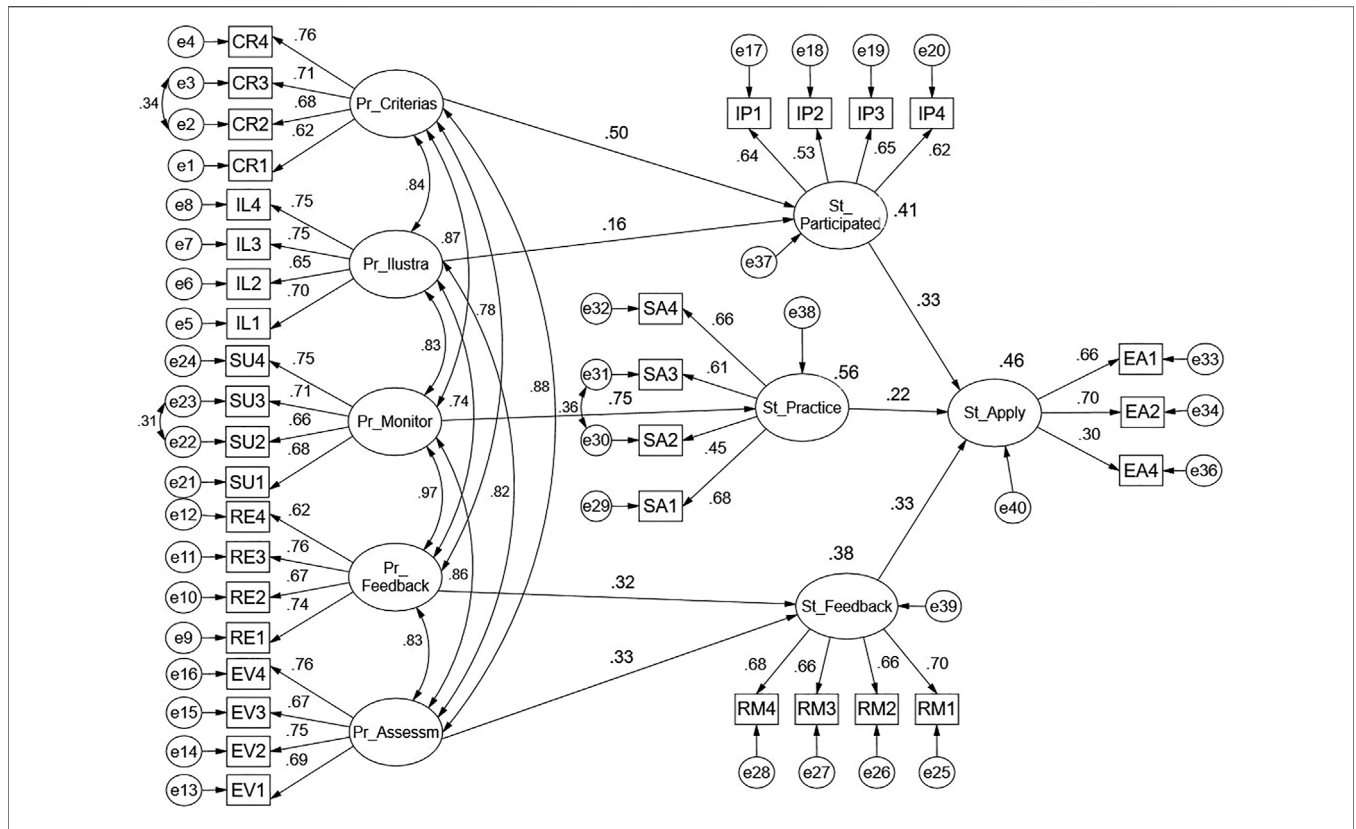 e4 CR4 .76
e3 CR3 .71
.34
e2 CR2 .68
e1 CR1 .62
Pr_Criterias
e8 IL4 .75
e7 IL3 .75
e6 IL2 .65
e5 IL1 .70
Pr_Ilustra
e24 SU4 .75
e23 SU3 .71
.31
e22 SU2 .66
e21 SU1 .68
Pr_Monitor
e12 RE4 .62
e11 RE3 .76
e10 RE2 .67
e9 RE1 .74
Pr_
Feedback
e16 EV4 .76
e15 EV3 .67
e14 EV2 .75
e13 EV1 .69
Pr_Assessm
.84
.87
.78
.83
.88
.74
.97
.82
.86
.83
.50
.16
.75
.32
.33
e17 e18 e19 e20
IP1 IP2 IP3 IP4
.64 .53 .65 .62
St_
Participated
.41
e37
e32 SA4 .66
e31 SA3 .61
.36
e30 SA2 .45
e29 SA1 .68
e38
.56
St_Practice
.38
St_Feedback
e39
.68 .66 .66 .70
RM4 RM3 RM2 RM1
e28 e27 e26 e25
.33
.22
.33
.46
St_Apply
e40
.66 EA1 e33
.70 EA2 e34
.30 EA4 e36